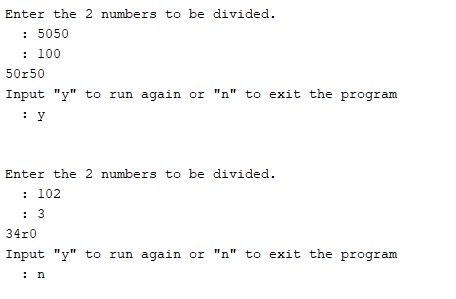 Enter the 2 numbers to be divided.
  : 5050
  : 100
50r50
Input "y" to run again or "n" to exit the program
  : y
Enter the 2 numbers to be divided.
  : 102
  : 3
34r0
Input "y" to run again or "n" to exit the program
  : n